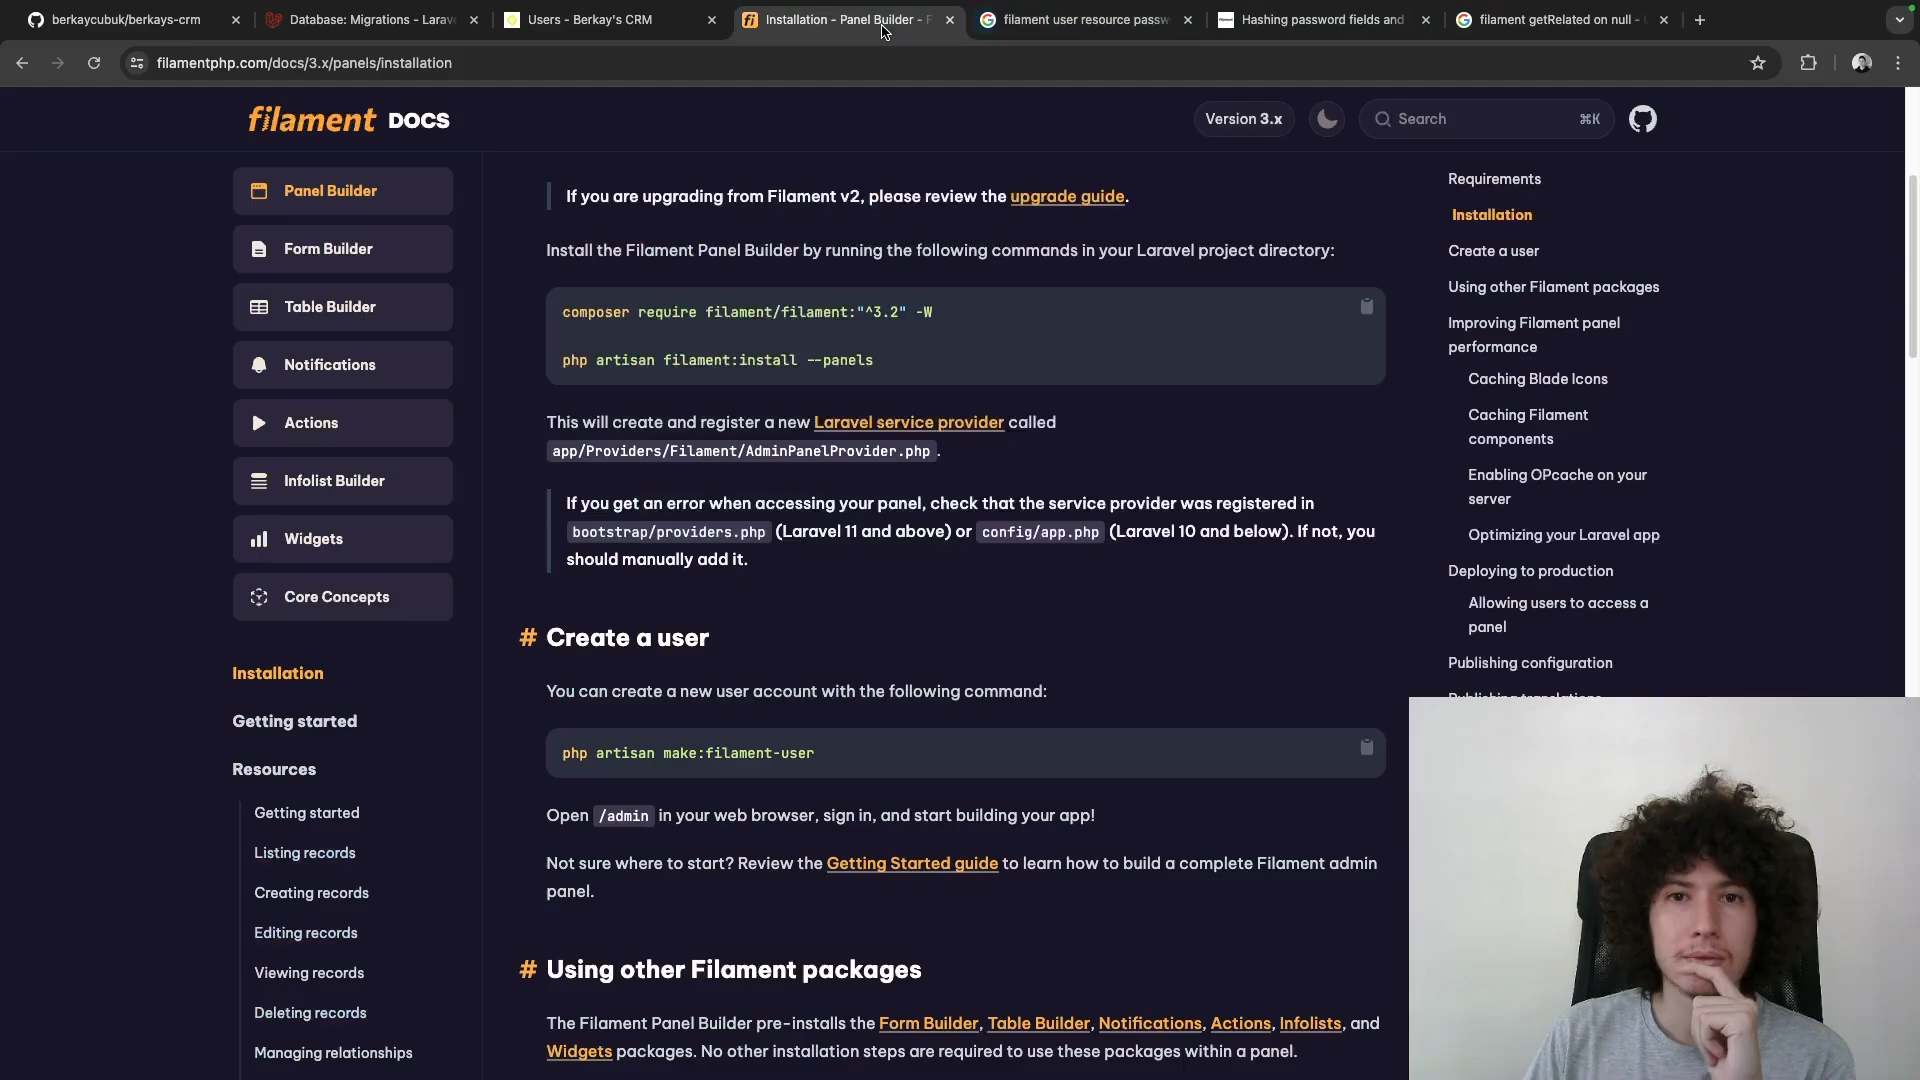 berkaycubuk/berkays-crm
Database: Migrations - Larave
Users - Berkay's CRM
Installation - Panel Builder - F
filament user resource passw
Hashing password fields and
filament getRelated on null - G
filamentphp.com/docs/3.x/panels/installation
filament DOCS
Version 3.x
Search
⌘K
Panel Builder
Form Builder
Table Builder
Notifications
Actions
Infolist Builder
Widgets
Core Concepts
Installation
Getting started
Resources
Getting started
Listing records
Creating records
Editing records
Viewing records
Deleting records
Managing relationships
If you are upgrading from Filament v2, please review the upgrade guide.
Install the Filament Panel Builder by running the following commands in your Laravel project directory:
composer require filament/filament:"^3.2" -W
php artisan filament:install --panels
This will create and register a new Laravel service provider called
app/Providers/Filament/AdminPanelProvider.php.
If you get an error when accessing your panel, check that the service provider was registered in
bootstrap/providers.php (Laravel 11 and above) or config/app.php (Laravel 10 and below). If not, you
should manually add it.
# Create a user
You can create a new user account with the following command:
php artisan make:filament-user
Open /admin in your web browser, sign in, and start building your app!
Not sure where to start? Review the Getting Started guide to learn how to build a complete Filament admin
panel.
# Using other Filament packages
The Filament Panel Builder pre-installs the Form Builder, Table Builder, Notifications, Actions, Infolists, and
Widgets packages. No other installation steps are required to use these packages within a panel.
Requirements
Installation
Create a user
Using other Filament packages
Improving Filament panel
performance
Caching Blade Icons
Caching Filament
components
Enabling OPcache on your
server
Optimizing your Laravel app
Deploying to production
Allowing users to access a
panel
Publishing configuration
Publishing translations